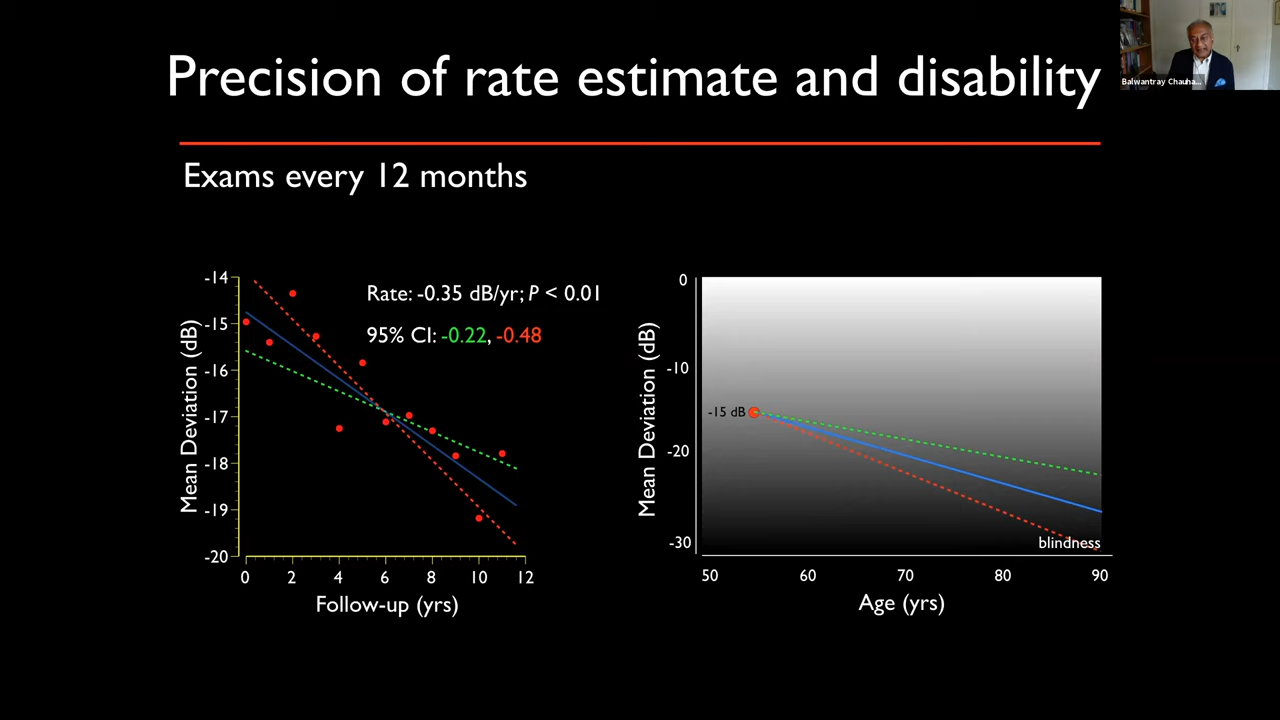 Precision of rate estimate and disability
Balwantray Chauha...
Exams every 12 months
Rate: -0.35 dB/yr; P < 0.01
95% CI: -0.22, -0.48
Mean Deviation (dB)
-14
-15
-16
-17
-18
-19
-20
0 2 4 6 8 10 12
Follow-up (yrs)
Mean Deviation (dB)
0
-10
-20
-30
-15 dB
blindness
50 60 70 80 90
Age (yrs)